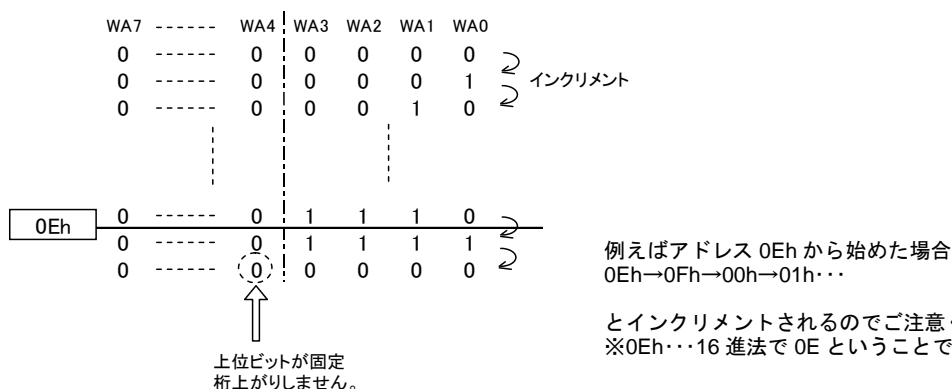 WA7 ------ WA4 WA3 WA2 WA1 WA0
0 ------ 0 0 0 0 0
0 ------ 0 0 0 0 1
インクリメント
0 ------ 0 0 0 1 0
0Eh
0 ------ 0 1 1 1 0
0 ------ 0 1 1 1 1
0 ------ 0 0 0 0 0
例えばアドレス 0Eh から始めた場合
0Eh→0Fh→00h→01h･･･
とインクリメントされるのでご注意
※0Eh･･･16 進法で 0E ということで
上位ビットが固定
桁上がりしません。